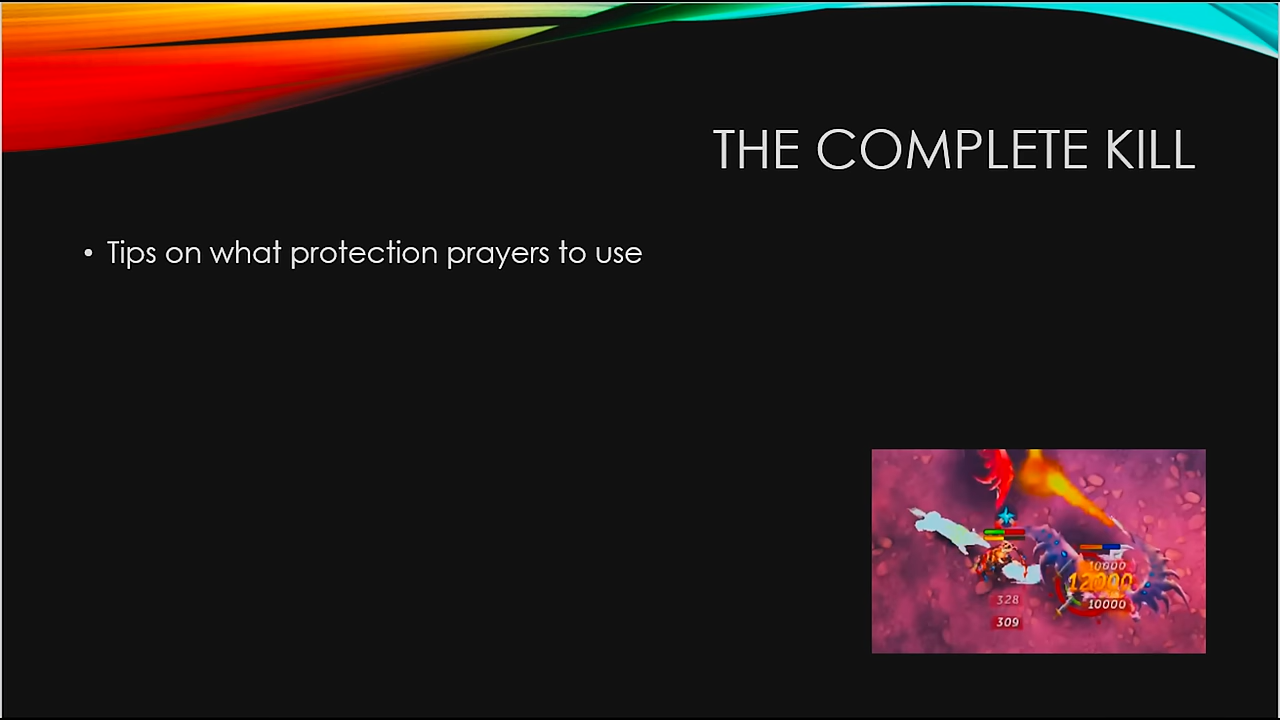 THE COMPLETE KILL
• Tips on what protection prayers to use
10000
12000
10000
328
309